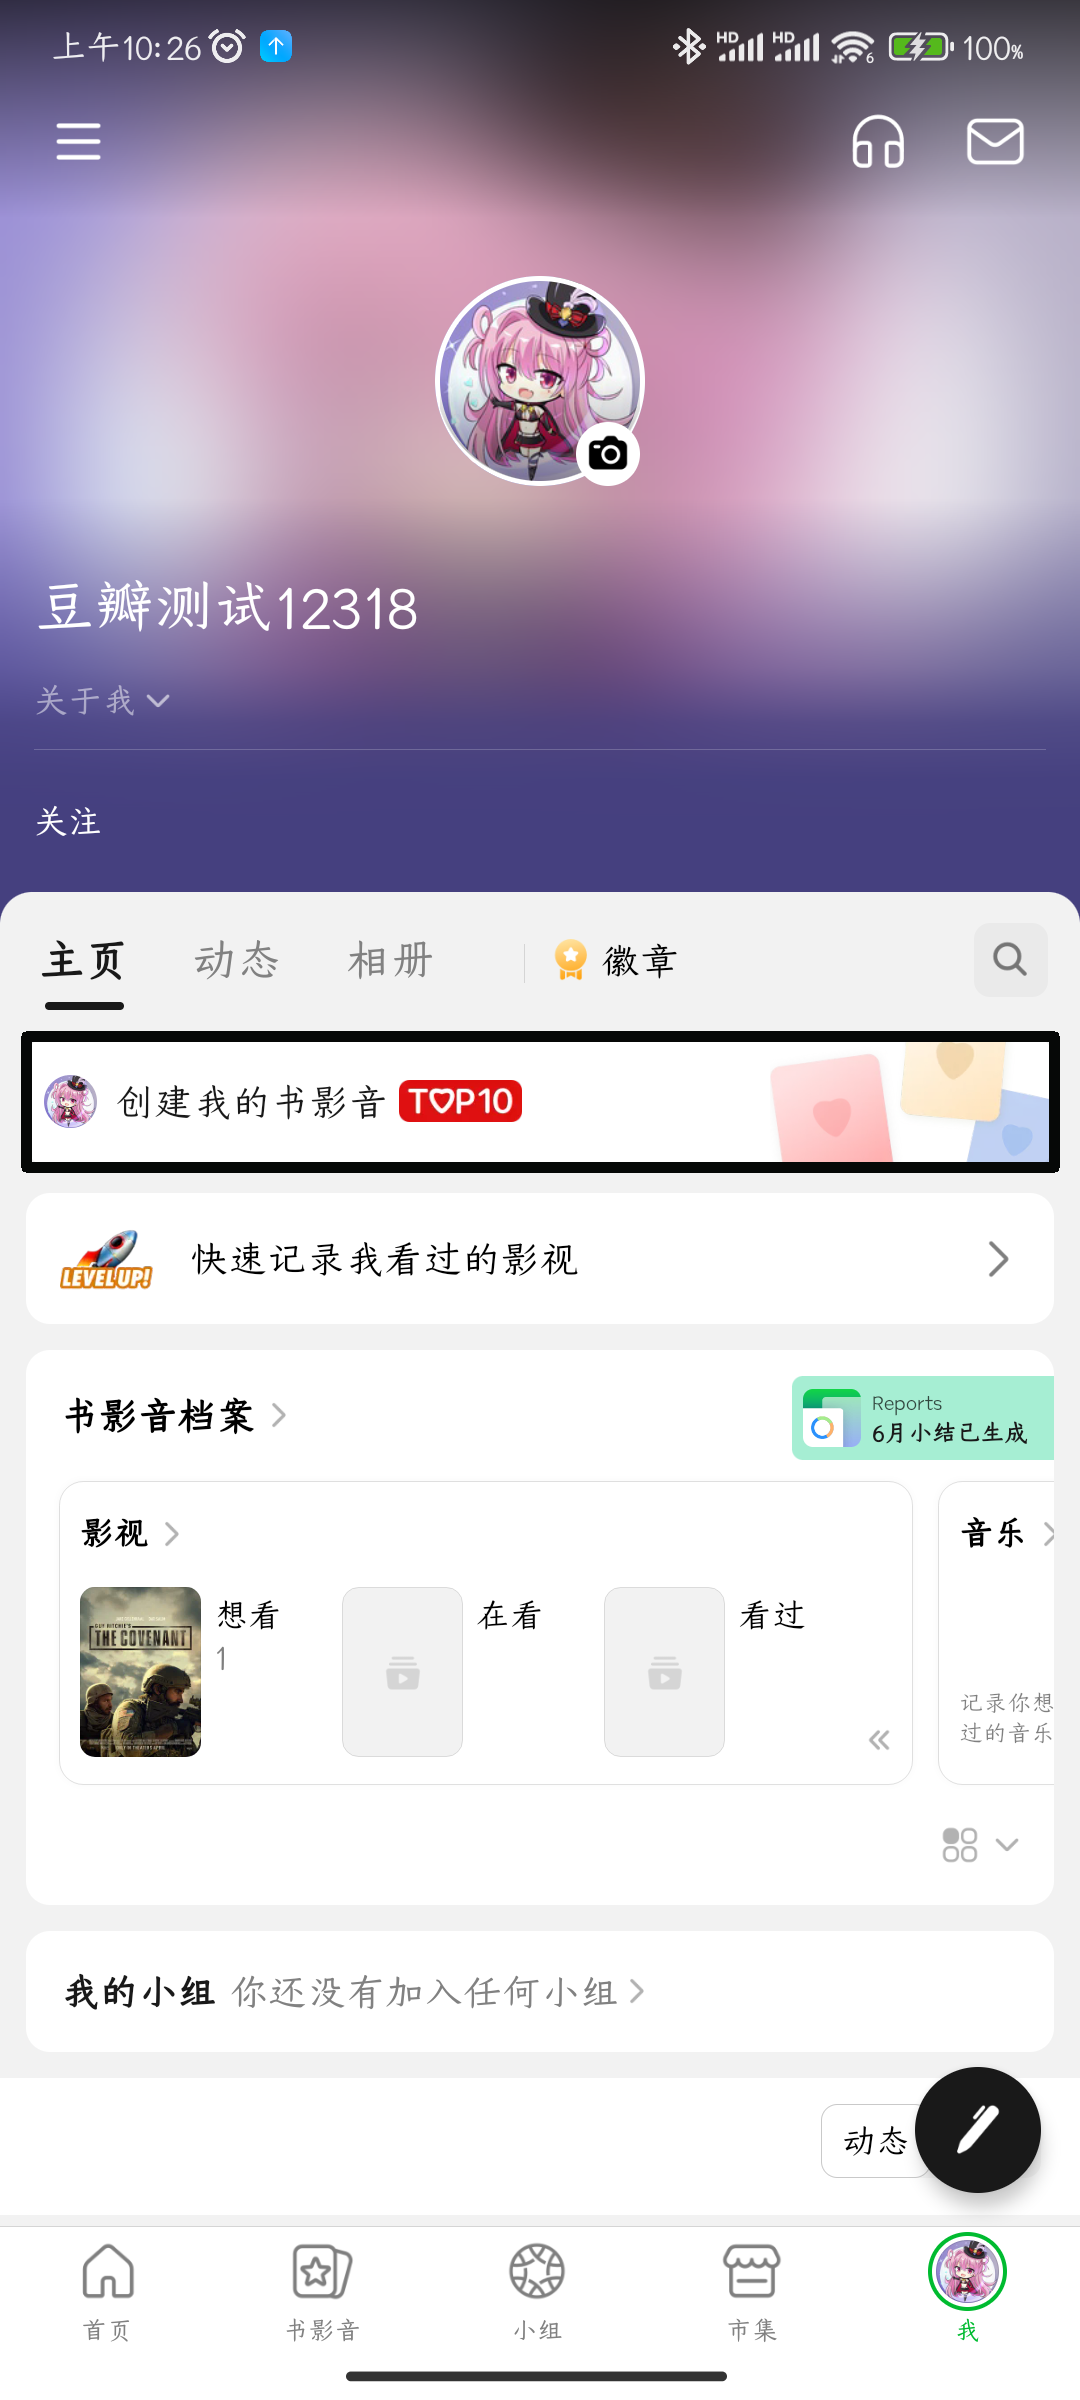 上午10:26
HD HD 6 100%
豆瓣测试12318
关于我
关注
主页 动态 相册 徽章
创建我的书影音 TOP10
LEVEL UP! 快速记录我看过的影视
书影音档案
Reports
6月小结已生成
影视
音乐
GUY RITCHIE'S
THE COVENANT
想看
1
在看
看过
记录你想
过的音乐
我的小组 你还没有加入任何小组
动态
首页 书影音 小组 市集 我